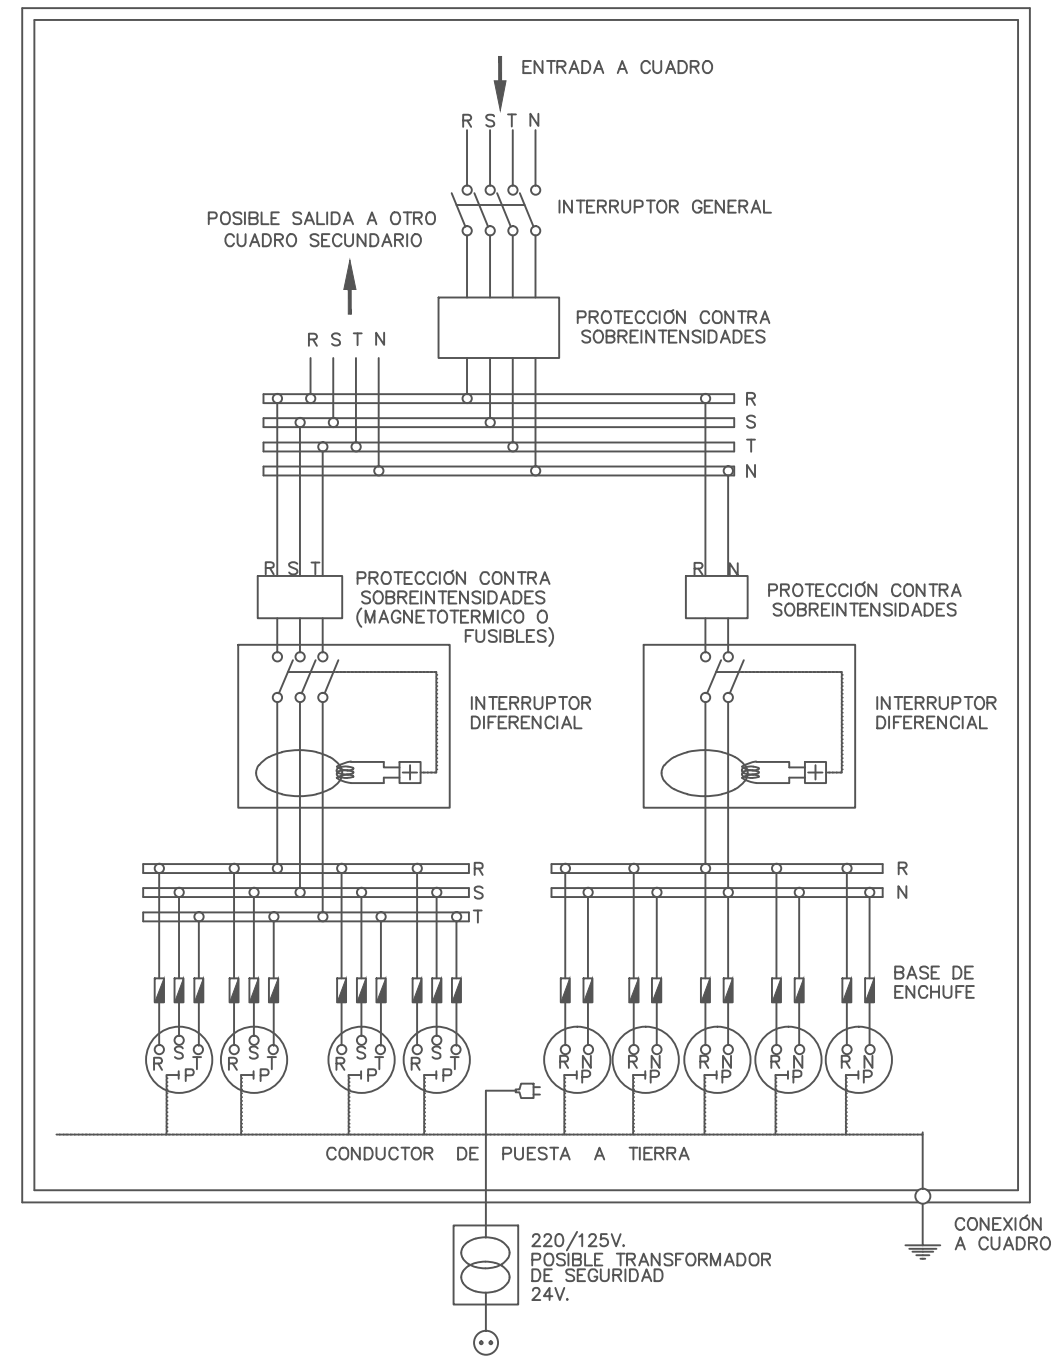 ENTRADA A CUADRO
R S T N
INTERRUPTOR GENERAL
POSIBLE SALIDA A OTRO
CUADRO SECUNDARIO
PROTECCIÓN CONTRA
SOBREINTENSIDADES
R S T N
R
S
T
N
R S T
PROTECCIÓN CONTRA
SOBREINTENSIDADES
(MAGNETOTERMICO O
FUSIBLES)
R N
PROTECCIÓN CONTRA
SOBREINTENSIDADES
INTERRUPTOR
DIFERENCIAL
INTERRUPTOR
DIFERENCIAL
R
S
T
R
N
BASE DE
ENCHUFE
R S T P
R S T P
R S T P
R S T P
R N P
R N P
R N P
R N P
R N P
CONDUCTOR DE PUESTA A TIERRA
CONEXIÓN
A CUADRO
220/125V.
POSIBLE TRANSFORMADOR
DE SEGURIDAD
24V.